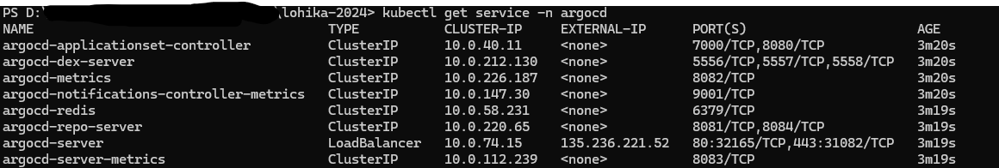 PS D:\lohika-2024> kubectl get service -n argocd
NAME TYPE CLUSTER-IP EXTERNAL-IP PORT(S) AGE
argocd-applicationset-controller ClusterIP 10.0.40.11 <none> 7000/TCP,8080/TCP 3m20s
argocd-dex-server ClusterIP 10.0.212.130 <none> 5556/TCP,5557/TCP,5558/TCP 3m20s
argocd-metrics ClusterIP 10.0.226.187 <none> 8082/TCP 3m20s
argocd-notifications-controller-metrics ClusterIP 10.0.147.30 <none> 9001/TCP 3m20s
argocd-redis ClusterIP 10.0.58.231 <none> 6379/TCP 3m19s
argocd-repo-server ClusterIP 10.0.220.65 <none> 8081/TCP,8084/TCP 3m19s
argocd-server LoadBalancer 10.0.74.15 135.236.221.52 80:32165/TCP,443:31082/TCP 3m19s
argocd-server-metrics ClusterIP 10.0.112.239 <none> 8083/TCP 3m19s